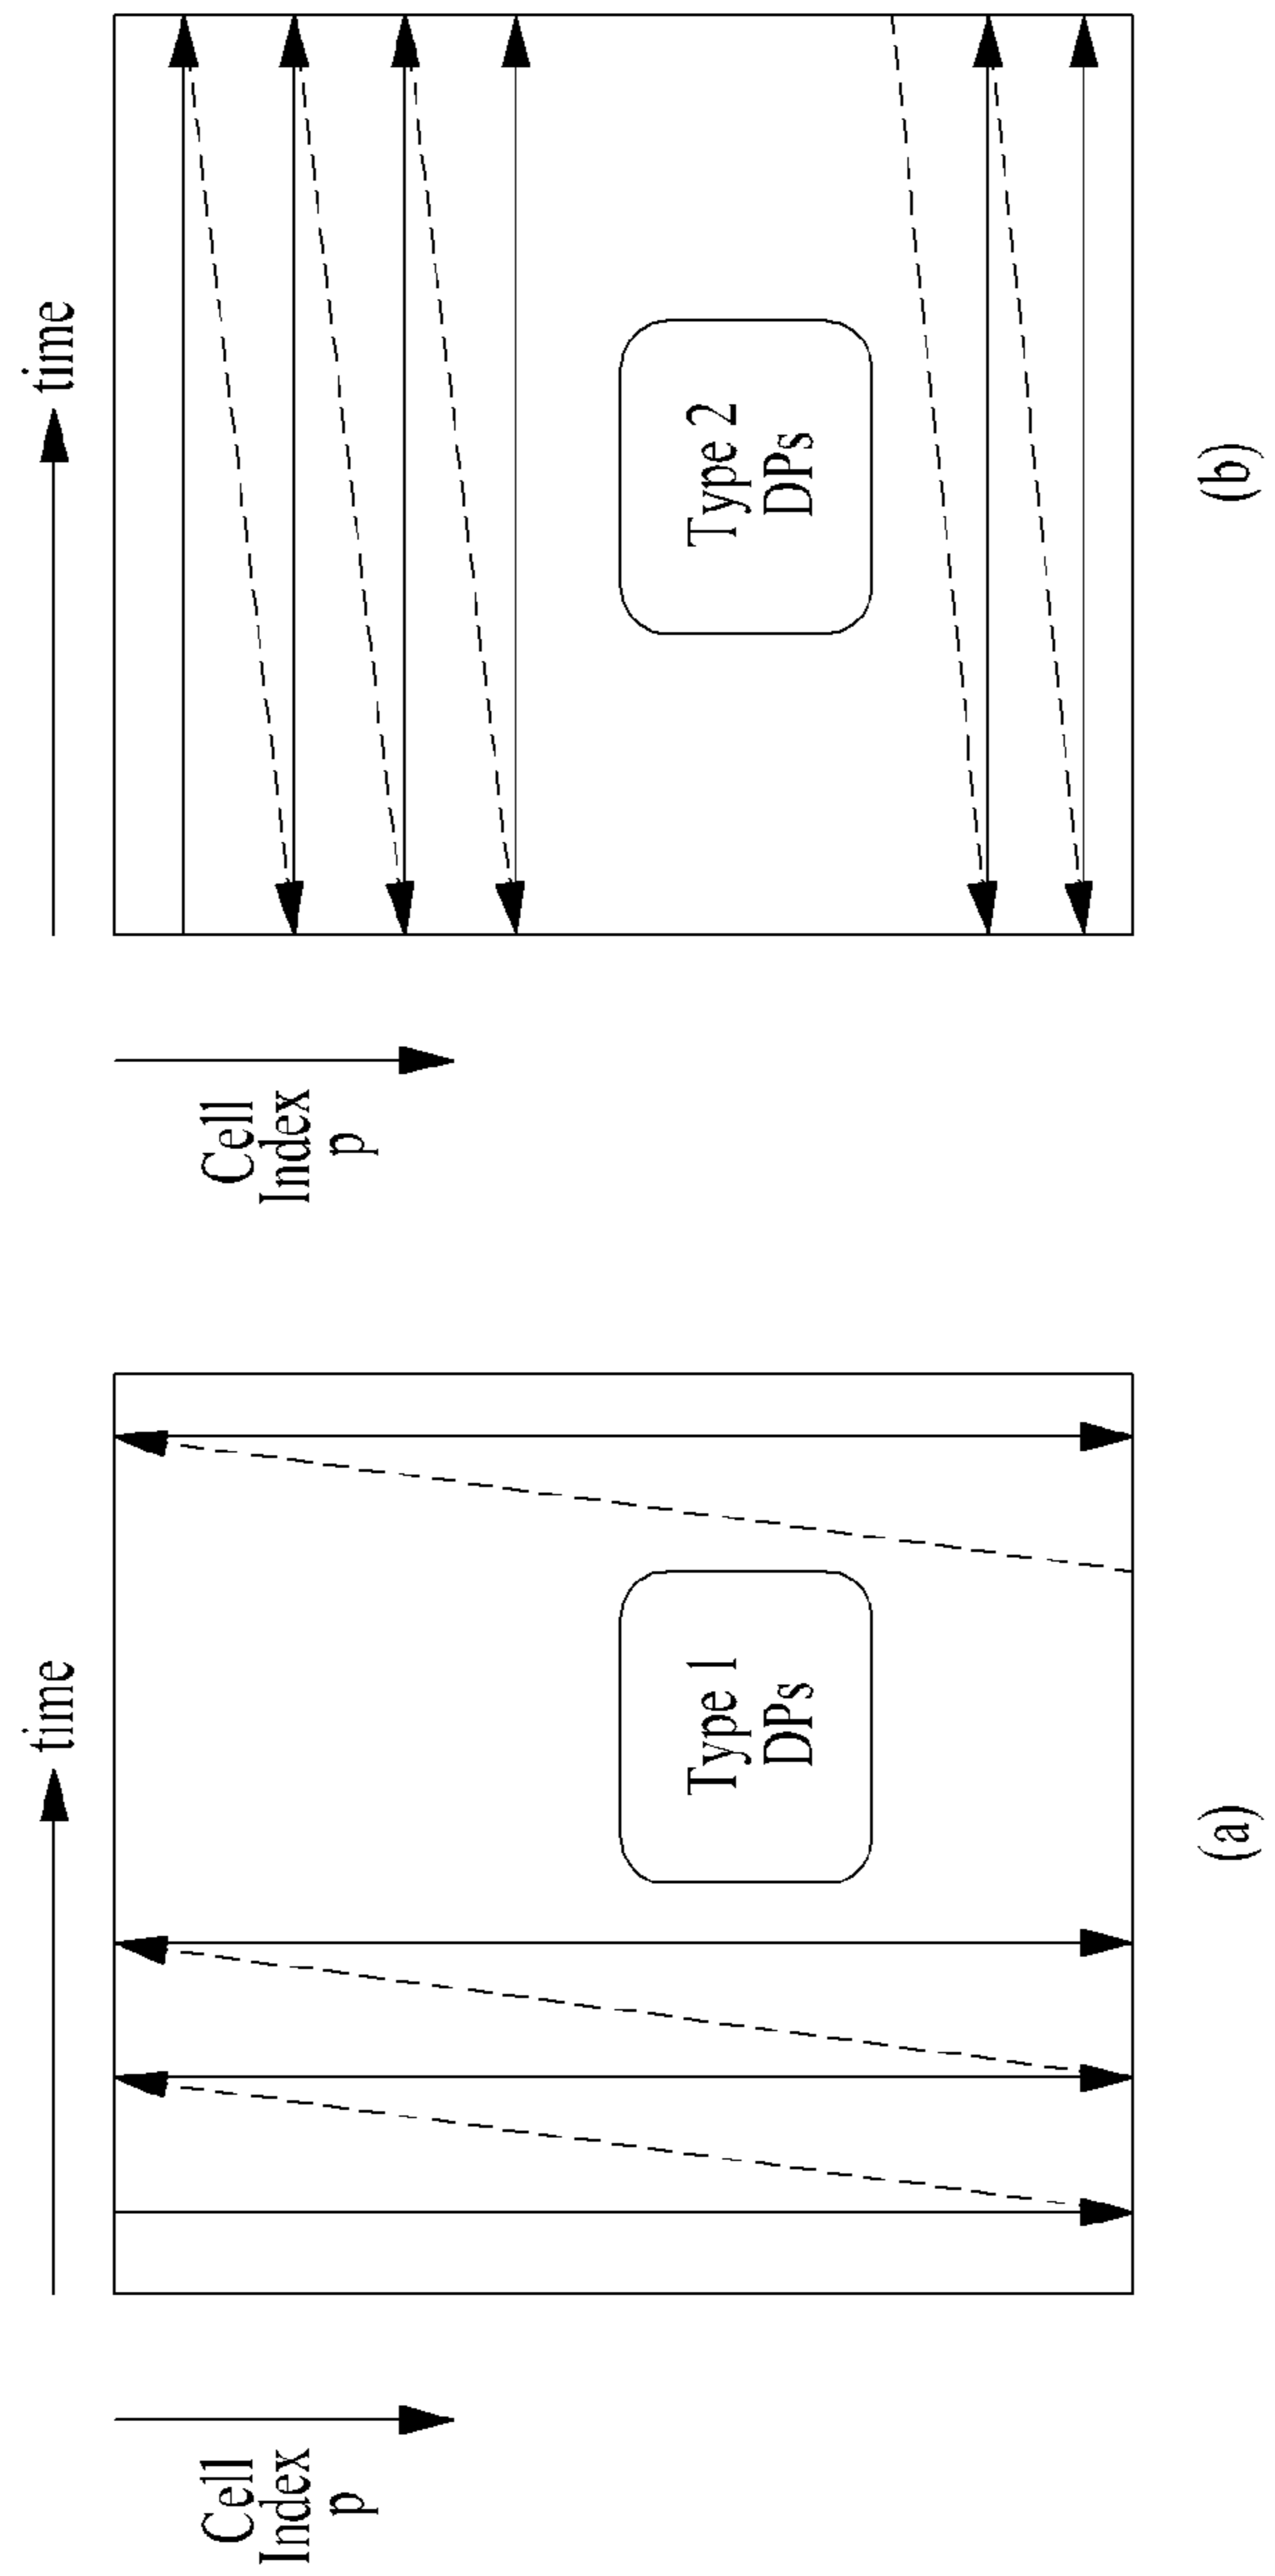 time
Cell
Index
p
Type 1
DPs
(a)
time
Cell
Index
p
Type 2
DPs
(b)